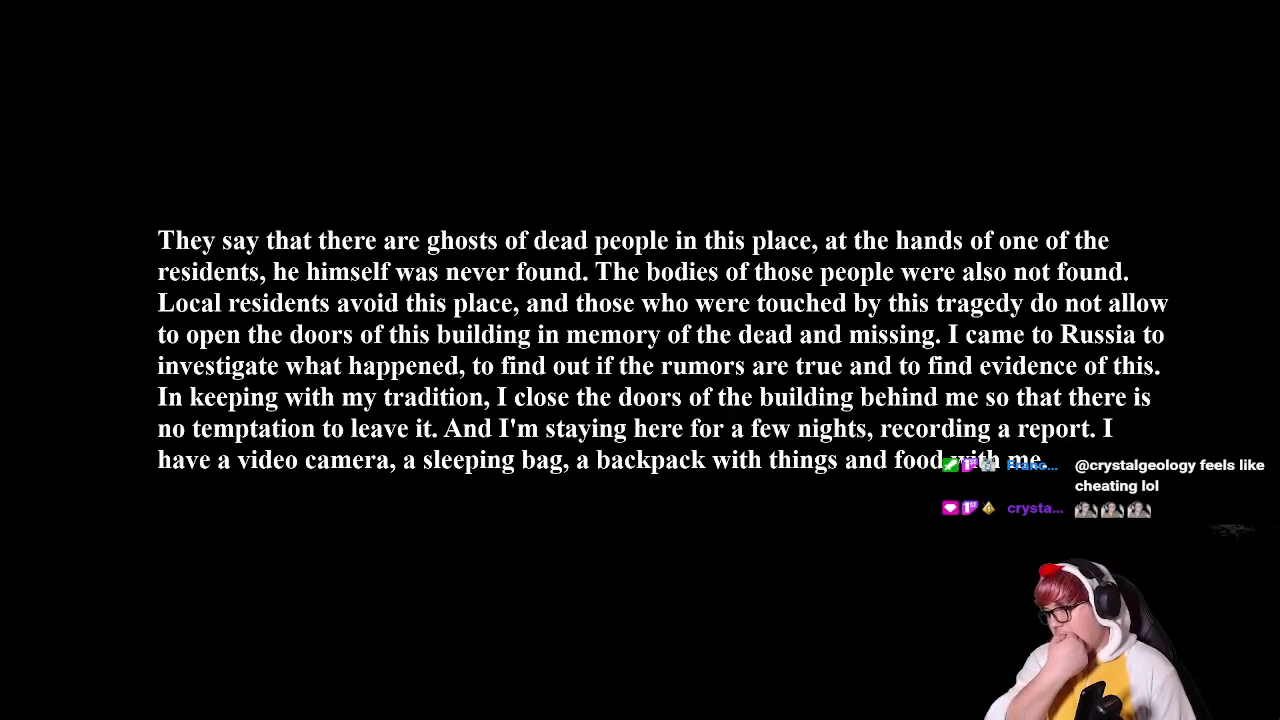 They say that there are ghosts of dead people in this place, at the hands of one of the
residents, he himself was never found. The bodies of those people were also not found.
Local residents avoid this place, and those who were touched by this tragedy do not allow
to open the doors of this building in memory of the dead and missing. I came to Russia to
investigate what happened, to find out if the rumors are true and to find evidence of this.
In keeping with my tradition, I close the doors of the building behind me so that there is
no temptation to leave it. And I'm staying here for a few nights, recording a report. I
have a video camera, a sleeping bag, a backpack with things and food with me.
Franc... @crystalgeology feels like
cheating lol
crysta...